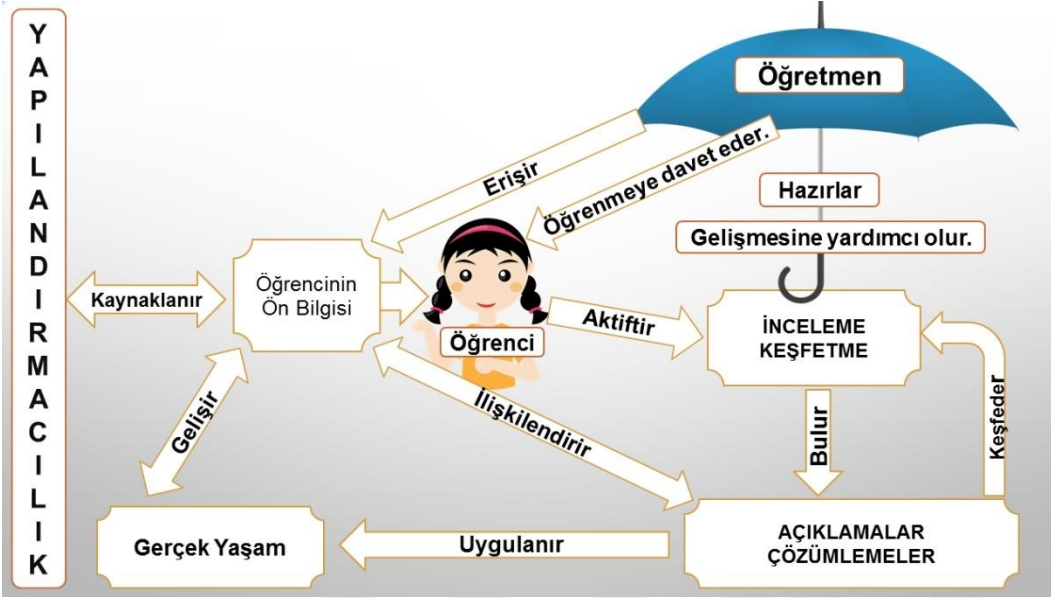 YAPILANDIRMACILIK
Öğretmen
Erişir
Öğrenmeye davet eder.
Hazırlar
Gelişmesine yardımcı olur.
Kaynaklanır
Öğrencinin
Ön Bilgisi
Öğrenci
Aktiftir
İNCELEME
KEŞFETME
Gelişir
İlişkilendirir
Bulur
Keşfeder
Gerçek Yaşam
Uygulanır
AÇIKLAMALAR
ÇÖZÜMLEMELER